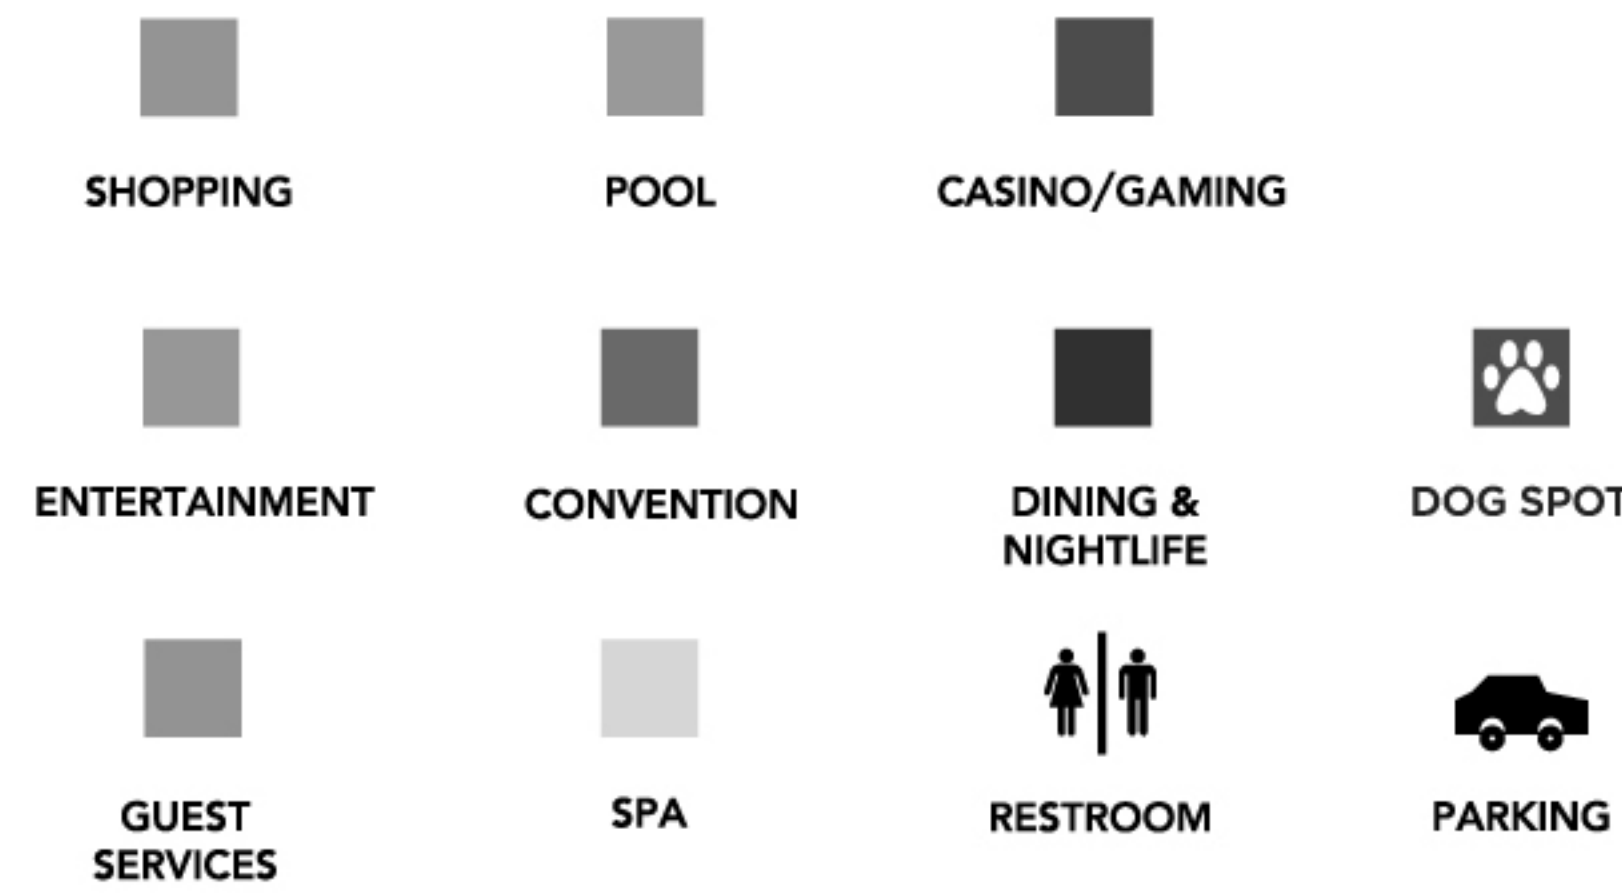 SHOPPING
POOL
CASINO/GAMING
ENTERTAINMENT
CONVENTION
DINING &
NIGHTLIFE
DOG SPOT
GUEST
SERVICES
SPA
RESTROOM
PARKING